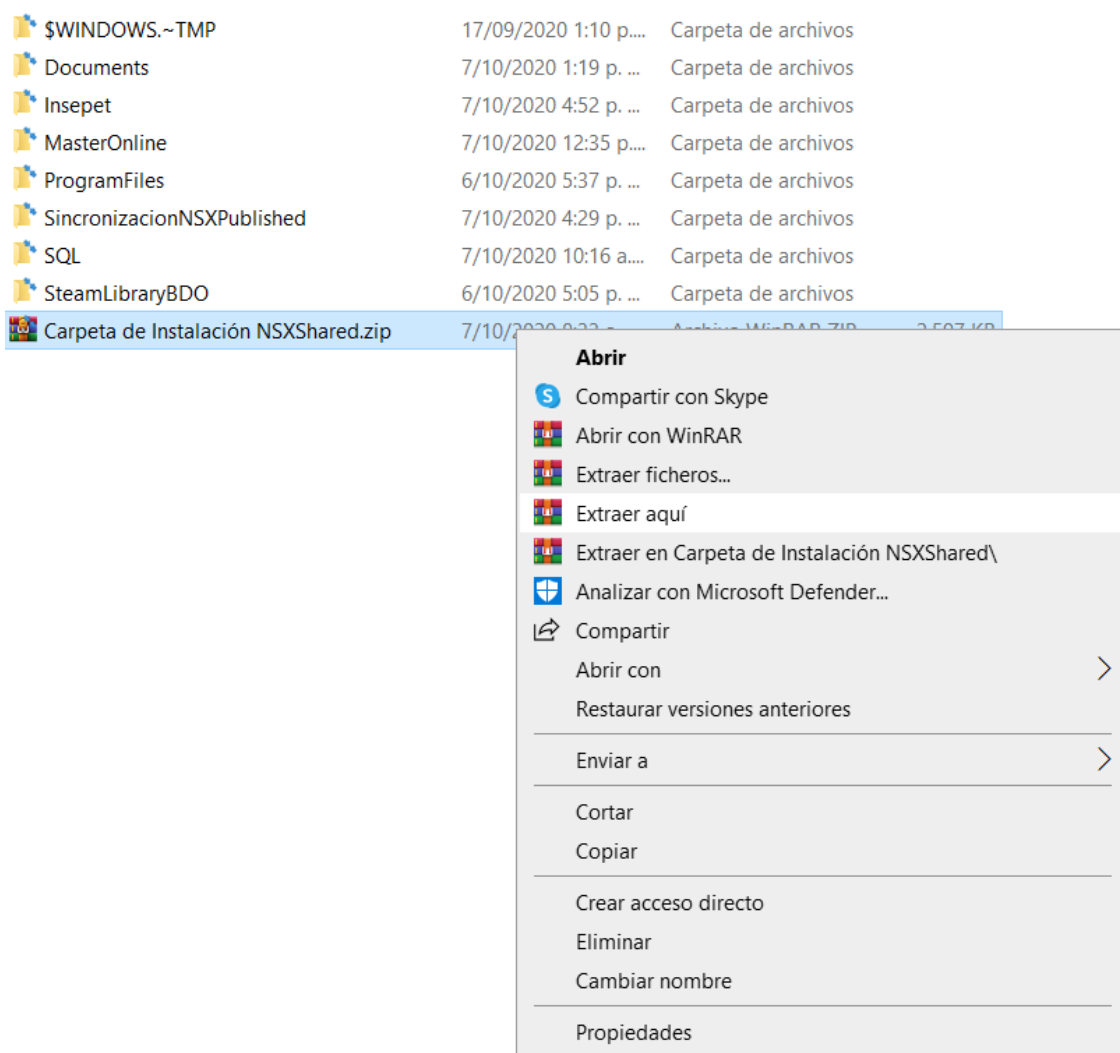 $WINDOWS.~TMP 17/09/2020 1:10 p.... Carpeta de archivos
Documents 7/10/2020 1:19 p. ... Carpeta de archivos
Insepet 7/10/2020 4:52 p. ... Carpeta de archivos
MasterOnline 7/10/2020 12:35 p.... Carpeta de archivos
ProgramFiles 6/10/2020 5:37 p. ... Carpeta de archivos
SincronizacionNSXPublished 7/10/2020 4:29 p. ... Carpeta de archivos
SQL 7/10/2020 10:16 a.... Carpeta de archivos
SteamLibraryBDO 6/10/2020 5:05 p. ... Carpeta de archivos
Carpeta de Instalación NSXShared.zip
Abrir
Compartir con Skype
Abrir con WinRAR
Extraer ficheros...
Extraer aquí
Extraer en Carpeta de Instalación NSXShared\
Analizar con Microsoft Defender...
Compartir
Abrir con
Restaurar versiones anteriores
Enviar a
Cortar
Copiar
Crear acceso directo
Eliminar
Cambiar nombre
Propiedades